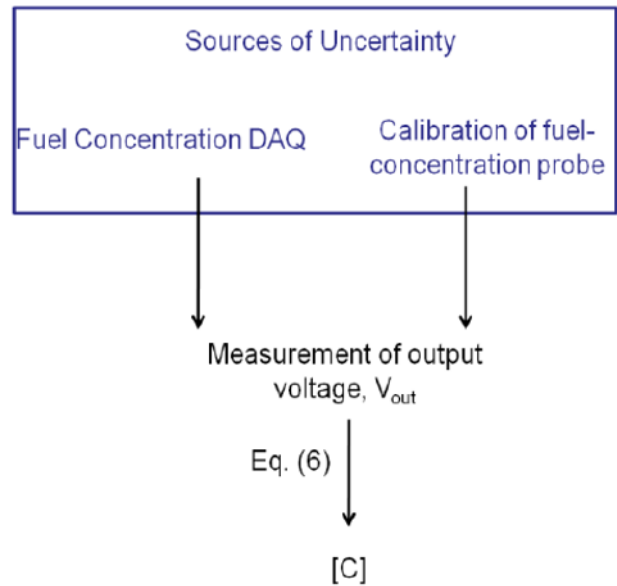 Sources of Uncertainty
Fuel Concentration DAQ
Calibration of fuel-
concentration probe
Measurement of output
voltage, Vout
Eq. (6)
[C]